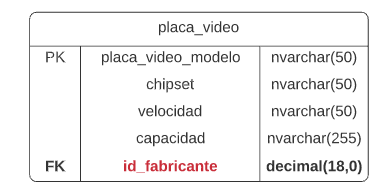 placa_video
PK placa_video_modelo nvarchar(50)
chipset nvarchar(50)
velocidad nvarchar(50)
capacidad nvarchar(255)
FK id_fabricante decimal(18,0)